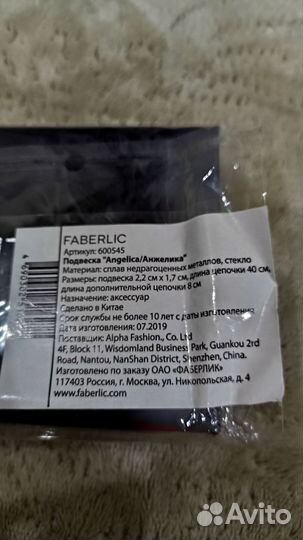 FABERLIC
Артикул: 600545
Подвеска "Angelica/Анжелика"
Материал: сплав недрагоценных металлов, стекло
Размеры: подвеска 2,2 см x 1,7 см, длина цепочки 40 см,
длина дополнительной цепочки 8 см
Назначение: аксессуар
Сделано в Китае
Срок службы не более 10 лет с даты изготовления
Дата изготовления: 07.2019
Поставщик: Alpha Fashion., Co. Ltd
4F, Block 11, Wisdomland Business Park, Guankou 2rd
Road, Nantou, NanShan District, Shenzhen, China.
Изготовлено по заказу ОАО «ФАБЕРЛИК»
117403 Россия, г. Москва, ул. Никопольская, д. 4
www.faberlic.com
Avito